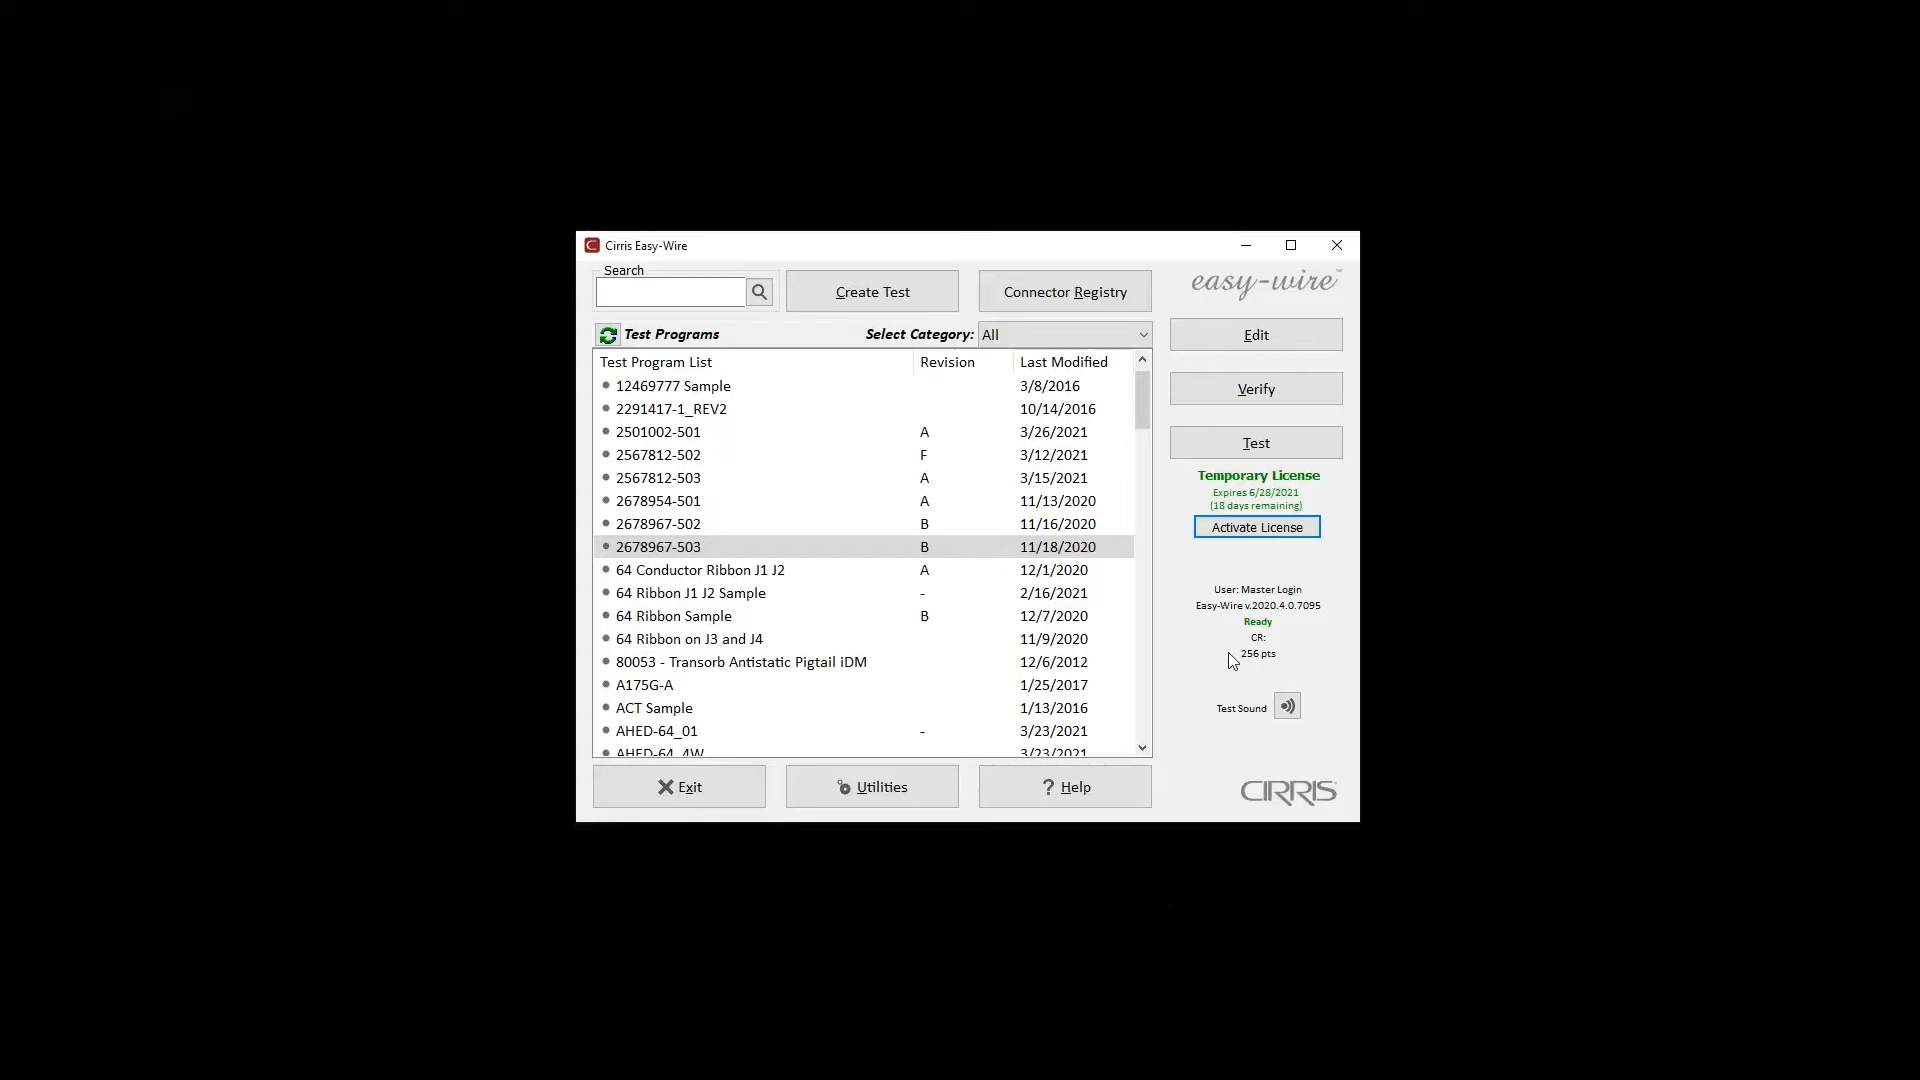 Cirris Easy-Wire
Search
Create Test
Connector Registry
easy-wire™
Test Programs
Select Category: All
Edit
Test Program List Revision Last Modified
12469777 Sample 3/8/2016
2291417-1_REV2 10/14/2016
Verify
2501002-501 A 3/26/2021
2567812-502 F 3/12/2021
Test
2567812-503 A 3/15/2021
Temporary License
Expires 6/28/2021
(18 days remaining)
2678954-501 A 11/13/2020
2678967-502 B 11/16/2020
Activate License
2678967-503 B 11/18/2020
64 Conductor Ribbon J1 J2 A 12/1/2020
64 Ribbon J1 J2 Sample - 2/16/2021
User: Master Login
Easy-Wire v.2020.4.0.7095
64 Ribbon Sample B 12/7/2020
Ready
64 Ribbon on J3 and J4 11/9/2020
CR:
256 pts
80053 - Transorb Antistatic Pigtail iDM 12/6/2012
A175G-A 1/25/2017
ACT Sample 1/13/2016
Test Sound
AHED-64_01 - 3/23/2021
AHED-64_4W 3/23/2021
Exit
Utilities
? Help
CIRRIS